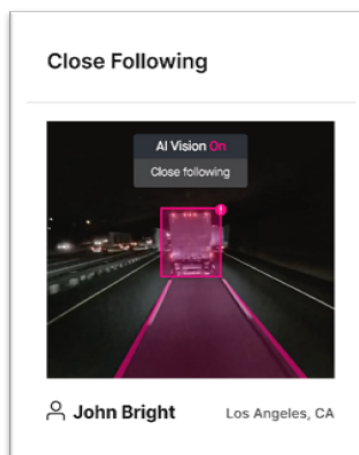 Close Following
AI Vision On
Close following
!
John Bright Los Angeles, CA